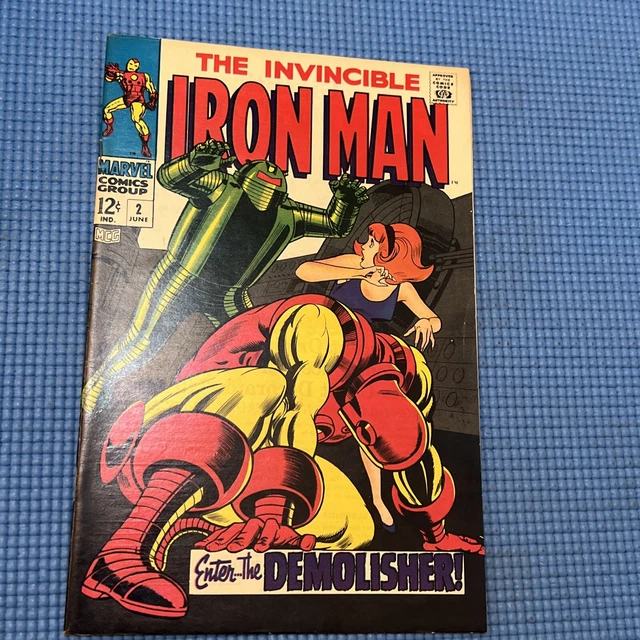 THE INVINCIBLE
IRON MAN
APPROVED
BY THE
COMICS
CODE
AUTHORITY
MARVEL
COMICS
GROUP
12¢
IND.
2
JUNE
MCG
Enter...the DEMOLISHER!